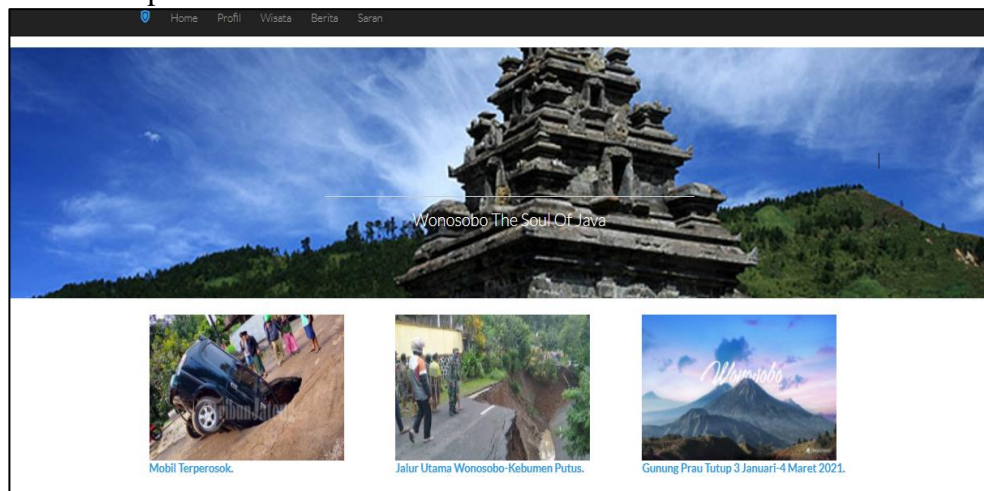 Home Profil Wisata Berita Saran
Wonosobo The Soul Of Java
Wonosobo
Mobil Terperosok.
Jalur Utama Wonosobo-Kebumen Putus.
Gunung Prau Tutup 3 Januari-4 Maret 2021.